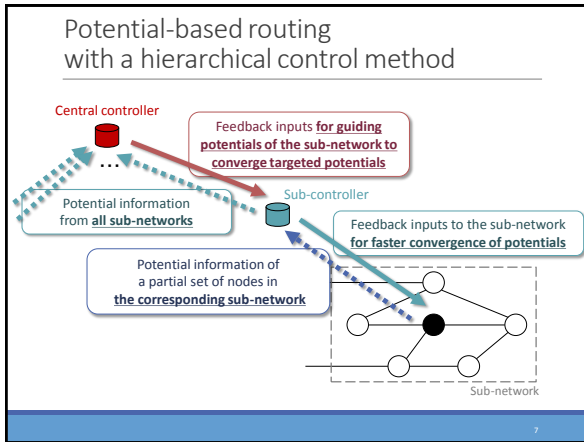 Potential-based routing
with a hierarchical control method
Central controller
...
Feedback inputs for guiding
potentials of the sub-network to
converge targeted potentials
Potential information
from all sub-networks
Sub-controller
Feedback inputs to the sub-network
for faster convergence of potentials
Potential information of
a partial set of nodes in
the corresponding sub-network
Sub-network
7